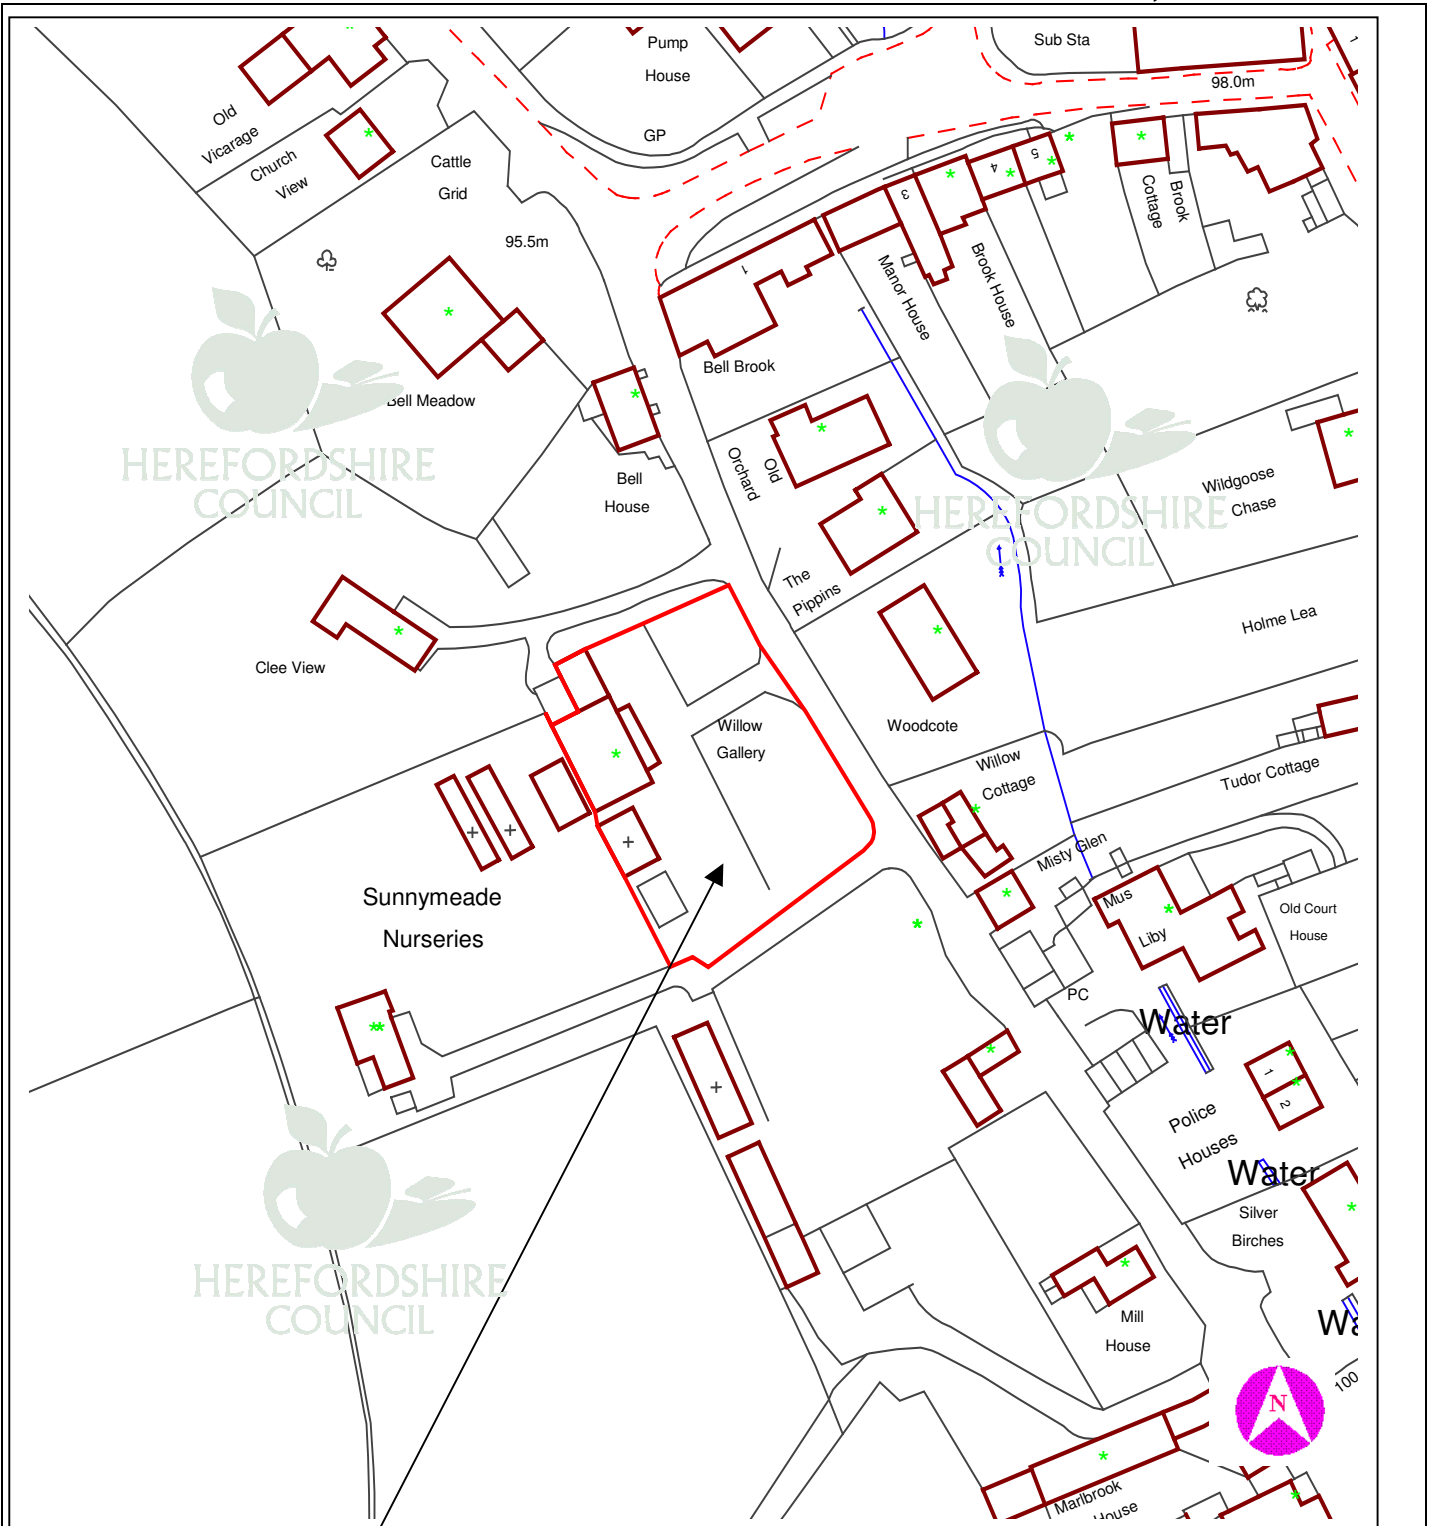 Pump
House
Sub Sta
98.0m
Old
Vicarage
GP
Church
View
Cattle
Grid
95.5m
1
3
4
5
Brook
Cottage
Manor House
Brook House
Bell Brook
Bell Meadow
HEREFORDSHIRE
COUNCIL
HEREFORDSHIRE
COUNCIL
Bell
House
Old
Orchard
Wildgoose
Chase
The
Pippins
Holme Lea
Clee View
Woodcote
Willow
Gallery
Willow
Cottage
Tudor Cottage
Misty Glen
Sunnymeade
Nurseries
Mus
Liby
Old Court
House
PC
Water
1
2
Police
Houses
Water
Silver
Birches
HEREFORDSHIRE
COUNCIL
Mill
House
100
N
Marlbrook
House